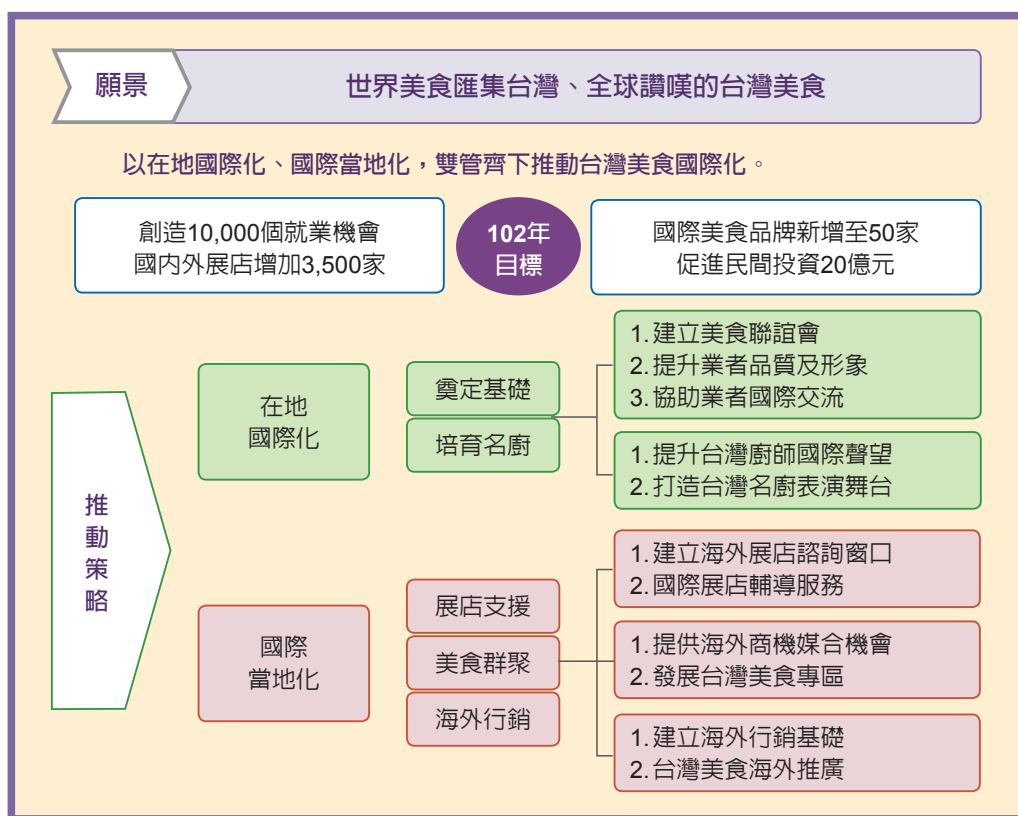 願景
世界美食匯集台灣、全球讚嘆的台灣美食
以在地國際化、國際當地化，雙管齊下推動台灣美食國際化。
創造10,000個就業機會
國內外展店增加3,500家
102年
目標
國際美食品牌新增至50家
促進民間投資20億元
推
動
策
略
在地
國際化
奠定基礎
培育名廚
1.建立美食聯誼會
2.提升業者品質及形象
3.協助業者國際交流
1.提升台灣廚師國際聲望
2.打造台灣名廚表演舞台
國際
當地化
展店支援
美食群聚
海外行銷
1.建立海外展店諮詢窗口
2.國際展店輔導服務
1.提供海外商機媒合機會
2.發展台灣美食專區
1.建立海外行銷基礎
2.台灣美食海外推廣